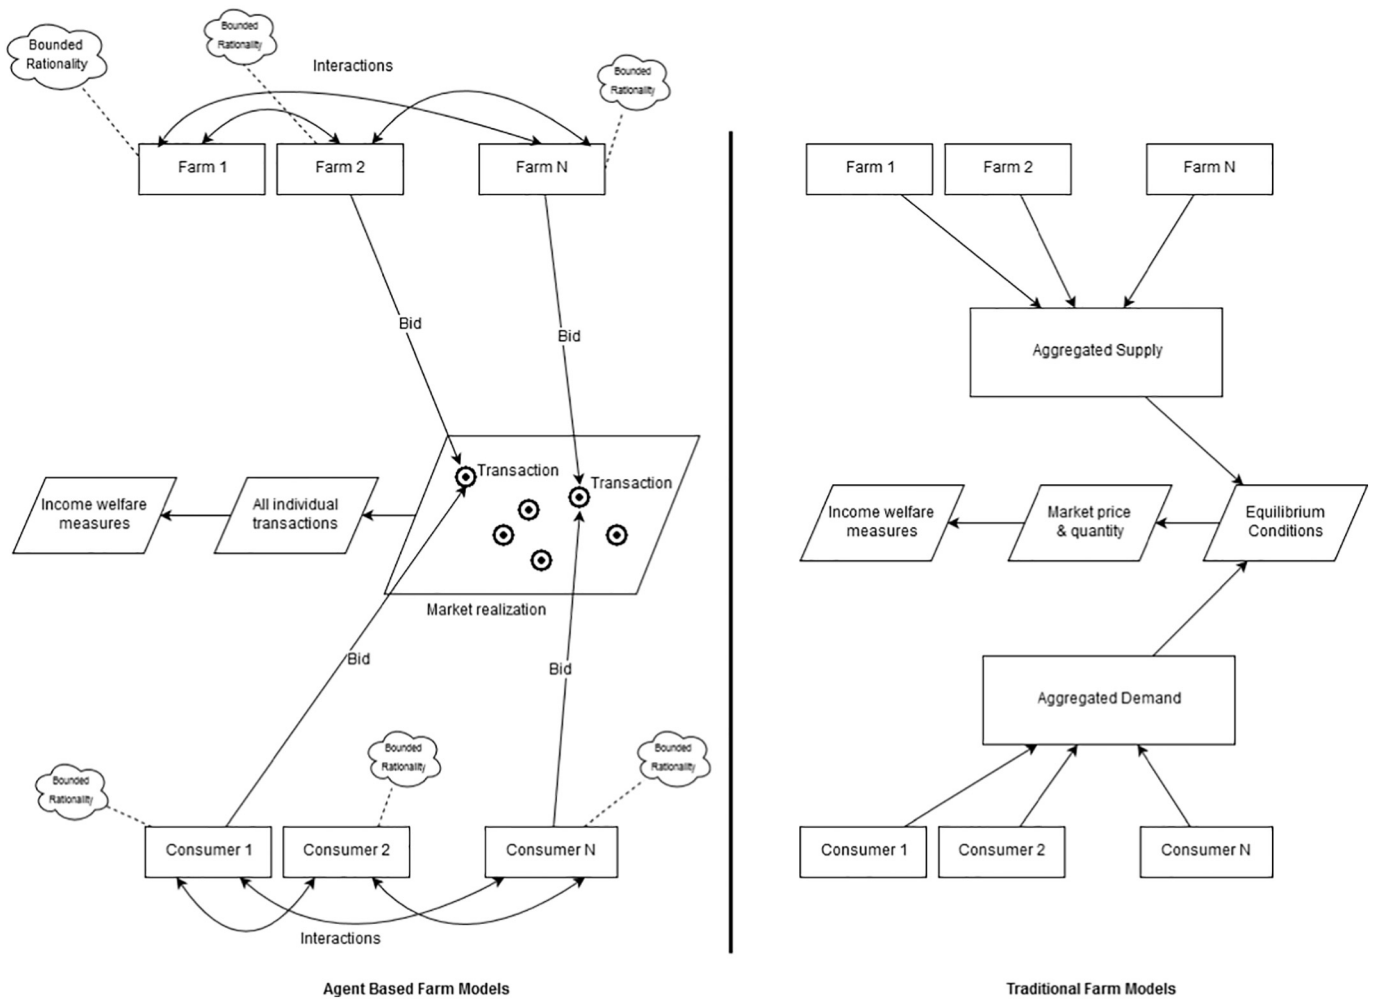 Bounded
Rationality
Bounded
Rationality
Interactions
Bounded
Rationality
Farm 1
Farm 2
Farm N
Bid
Bid
Transaction
Transaction
Income welfare
measures
All individual
transactions
Market realization
Bid
Bid
Bounded
Rationality
Bounded
Rationality
Bounded
Rationality
Consumer 1
Consumer 2
Consumer N
Interactions
Agent Based Farm Models
Farm 1
Farm 2
Farm N
Aggregated Supply
Income welfare
measures
Market price
& quantity
Equilibrium
Conditions
Aggregated Demand
Consumer 1
Consumer 2
Consumer N
Traditional Farm Models